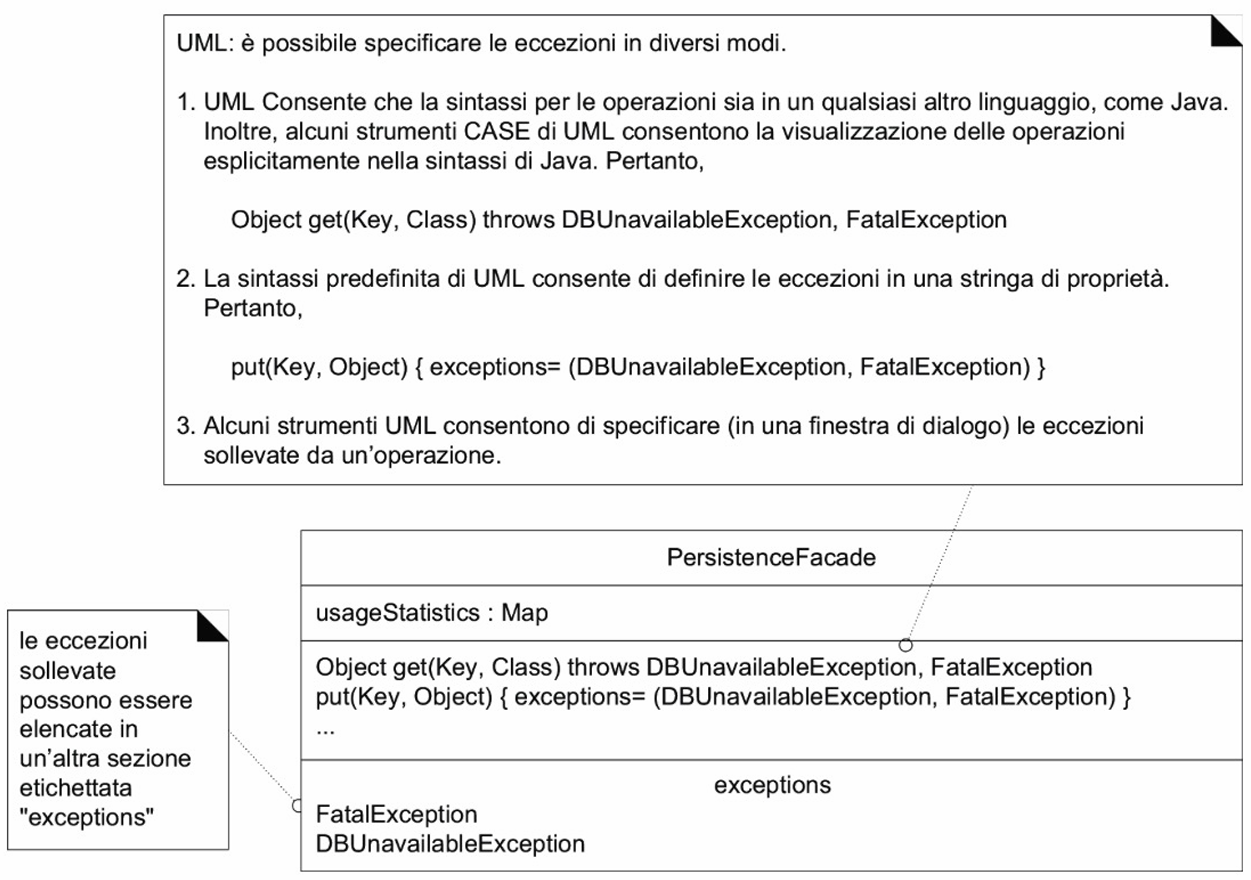 UML: è possibile specificare le eccezioni in diversi modi.
1. UML Consente che la sintassi per le operazioni sia in un qualsiasi altro linguaggio, come Java.
Inoltre, alcuni strumenti CASE di UML consentono la visualizzazione delle operazioni
esplicitamente nella sintassi di Java. Pertanto,
Object get(Key, Class) throws DBUnavailableException, FatalException
2. La sintassi predefinita di UML consente di definire le eccezioni in una stringa di proprietà.
Pertanto,
put(Key, Object) { exceptions= (DBUnavailableException, FatalException) }
3. Alcuni strumenti UML consentono di specificare (in una finestra di dialogo) le eccezioni
sollevate da un’operazione.
PersistenceFacade
usageStatistics : Map
Object get(Key, Class) throws DBUnavailableException, FatalException
put(Key, Object) { exceptions= (DBUnavailableException, FatalException) }
...
exceptions
FatalException
DBUnavailableException
le eccezioni
sollevate
possono essere
elencate in
un’altra sezione
etichettata
"exceptions"